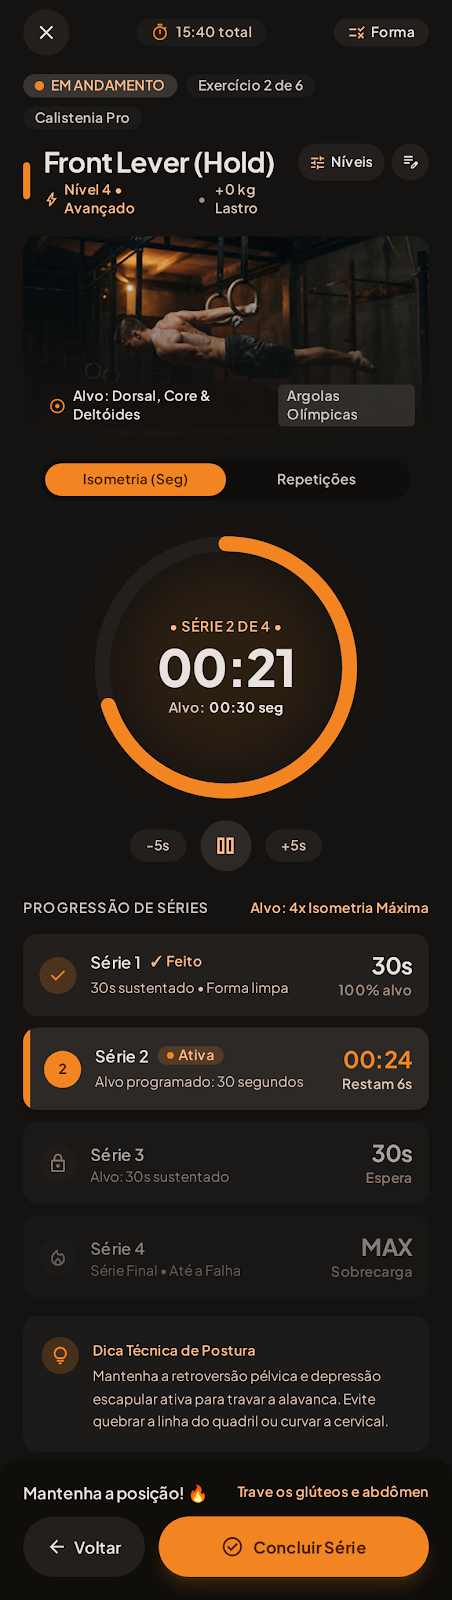 15:40 total
Forma
EM ANDAMENTO
Exercício 2 de 6
Calistenia Pro
Front Lever (Hold)
Níveis
Nível 4 •
Avançado
•
+0 kg
Lastro
Alvo: Dorsal, Core &
Deltóides
Argolas
Olímpicas
Isometria (Seg)
Repetições
• SÉRIE 2 DE 4 •
00:21
Alvo: 00:30 seg
-5s
+5s
PROGRESSÃO DE SÉRIES
Alvo: 4x Isometria Máxima
Série 1 ✓ Feito
30s sustentado • Forma limpa
30s
100% alvo
2
Série 2 • Ativa
Alvo programado: 30 segundos
00:24
Restam 6s
Série 3
Alvo: 30s sustentado
30s
Espera
Série 4
Série Final • Até a Falha
MAX
Sobrecarga
Dica Técnica de Postura
Mantenha a retroversão pélvica e depressão
escapular ativa para travar a alavanca. Evite
quebrar a linha do quadril ou curvar a cervical.
Mantenha a posição! 🔥
Trave os glúteos e abdômen
Voltar
Concluir Série